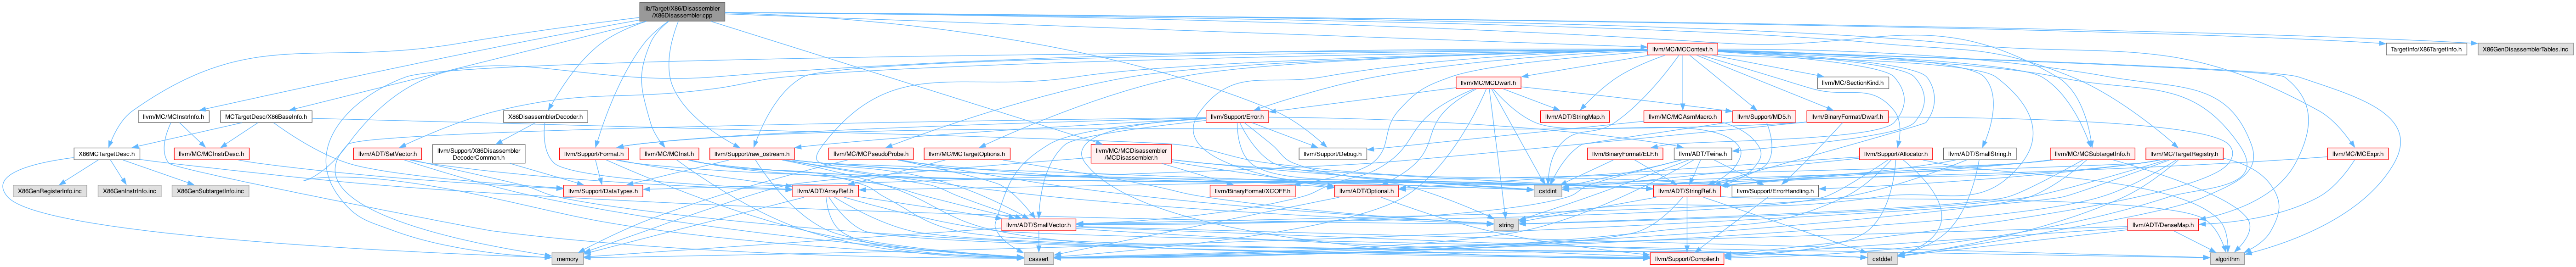 lib/Target/X86/Disassembler
/X86Disassembler.cpp
llvm/MC/MCContext.h
TargetInfo/X86TargetInfo.h
X86GenDisassemblerTables.inc
llvm/MC/MCDwarf.h
llvm/MC/SectionKind.h
llvm/MC/MCInstrInfo.h
MCTargetDesc/X86BaseInfo.h
X86DisassemblerDecoder.h
llvm/Support/Error.h
llvm/ADT/StringMap.h
llvm/MC/MCAsmMacro.h
llvm/Support/MD5.h
llvm/BinaryFormat/Dwarf.h
X86MCTargetDesc.h
llvm/MC/MCInstrDesc.h
llvm/ADT/SetVector.h
llvm/Support/X86Disassembler
DecoderCommon.h
llvm/Support/Format.h
llvm/MC/MCInst.h
llvm/Support/raw_ostream.h
llvm/MC/MCPseudoProbe.h
llvm/MC/MCTargetOptions.h
llvm/MC/MCDisassembler
/MCDisassembler.h
llvm/Support/Debug.h
llvm/BinaryFormat/ELF.h
llvm/ADT/Twine.h
llvm/Support/Allocator.h
llvm/ADT/SmallString.h
llvm/MC/MCSubtargetInfo.h
llvm/MC/TargetRegistry.h
llvm/MC/MCExpr.h
X86GenRegisterInfo.inc
X86GenInstrInfo.inc
X86GenSubtargetInfo.inc
llvm/Support/DataTypes.h
llvm/ADT/ArrayRef.h
llvm/BinaryFormat/XCOFF.h
llvm/ADT/Optional.h
cstdint
llvm/ADT/StringRef.h
llvm/Support/ErrorHandling.h
llvm/ADT/SmallVector.h
string
llvm/ADT/DenseMap.h
memory
cassert
llvm/Support/Compiler.h
cstddef
algorithm